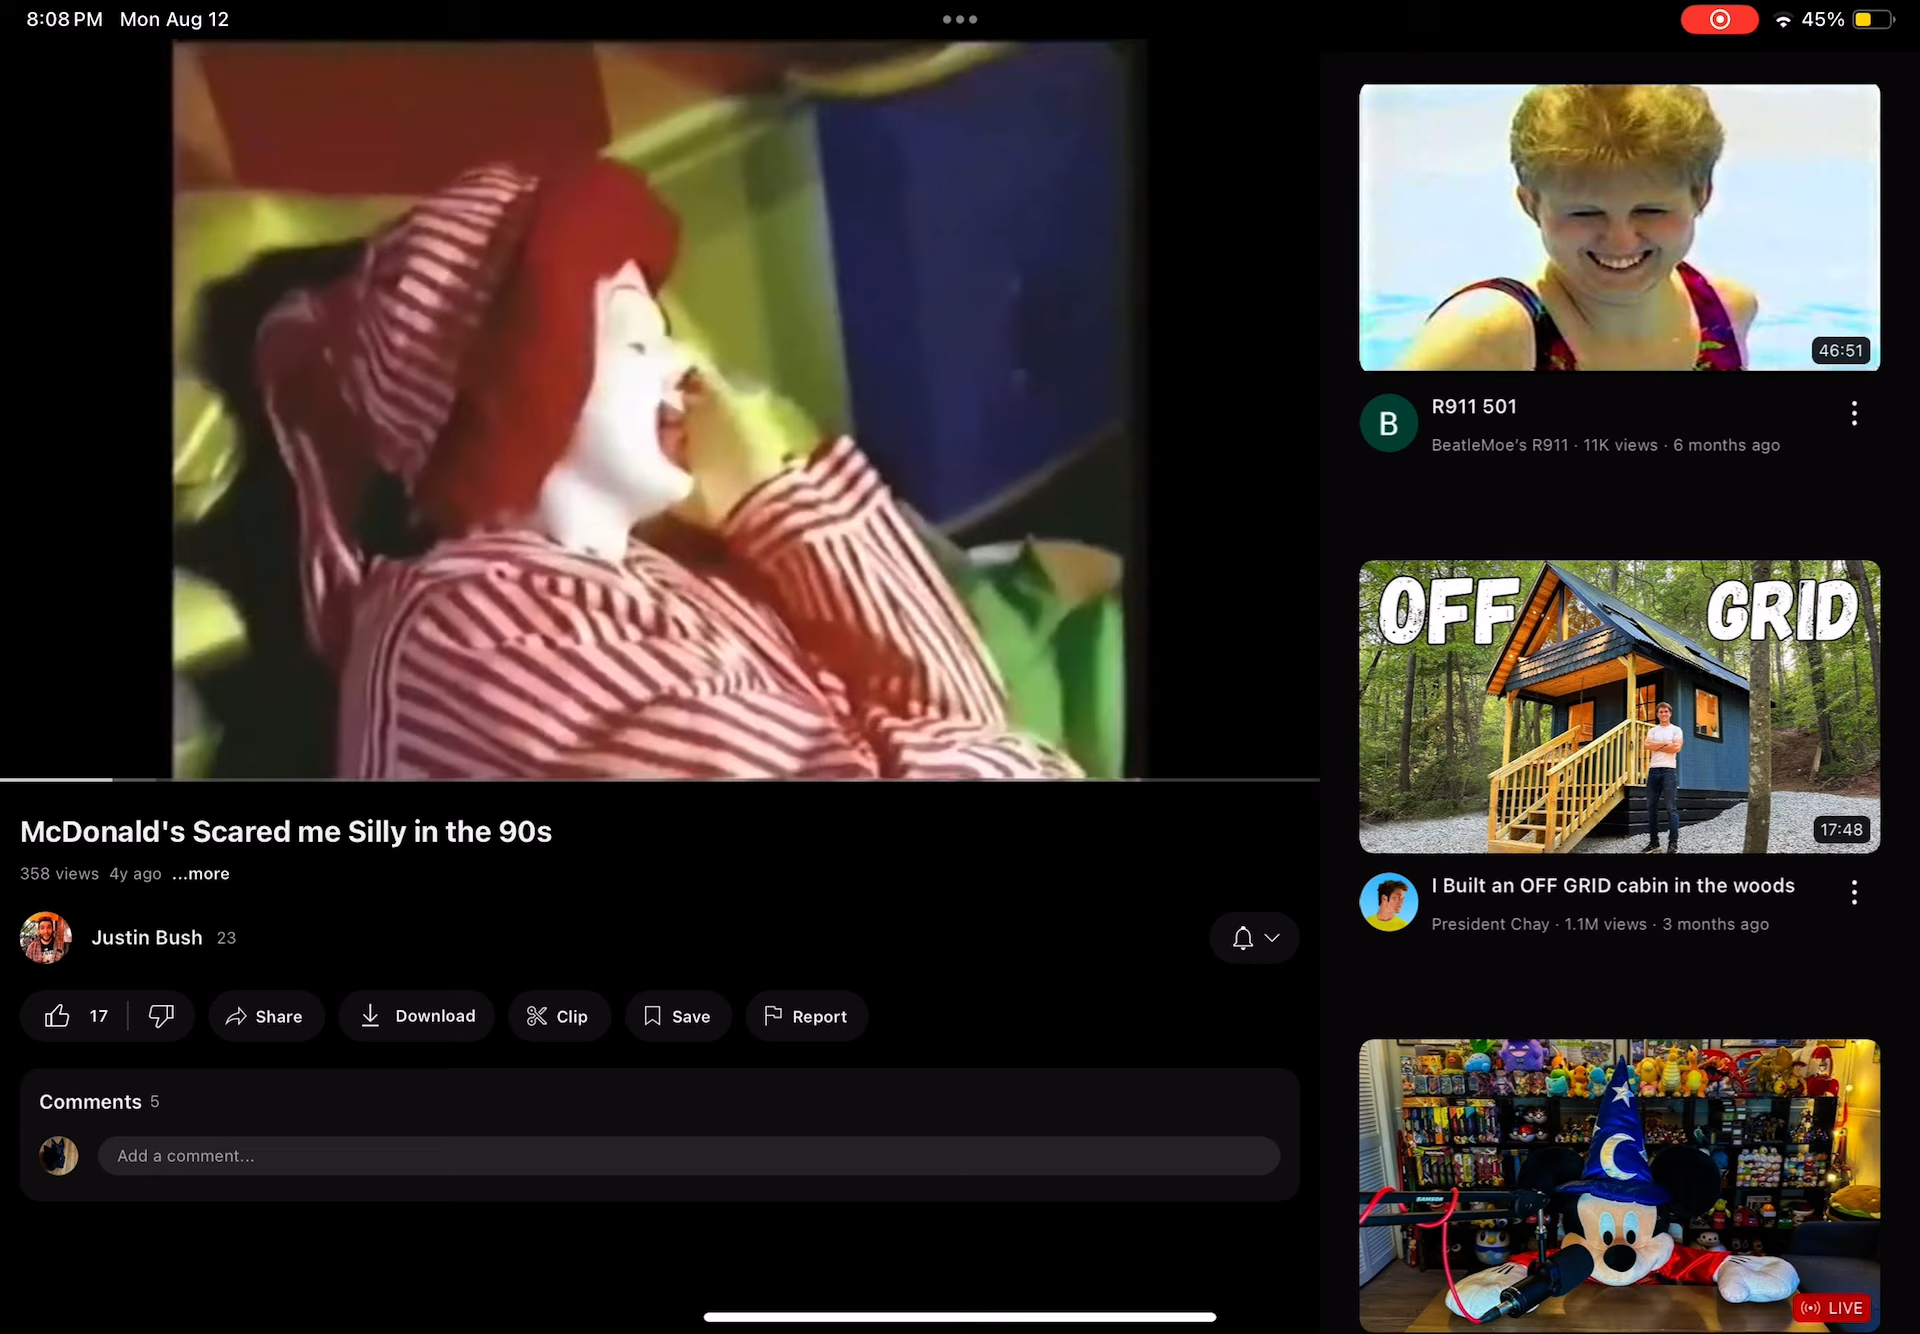 8:08 PM Mon Aug 12
45%
McDonald's Scared me Silly in the 90s
358 views 4y ago ...more
Justin Bush 23
17
Share
Download
Clip
Save
Report
Comments 5
Add a comment...
46:51
B
R911 501
BeatleMoe's R911 · 11K views · 6 months ago
OFF GRID
17:48
I Built an OFF GRID cabin in the woods
President Chay · 1.1M views · 3 months ago
SAMSON
LIVE